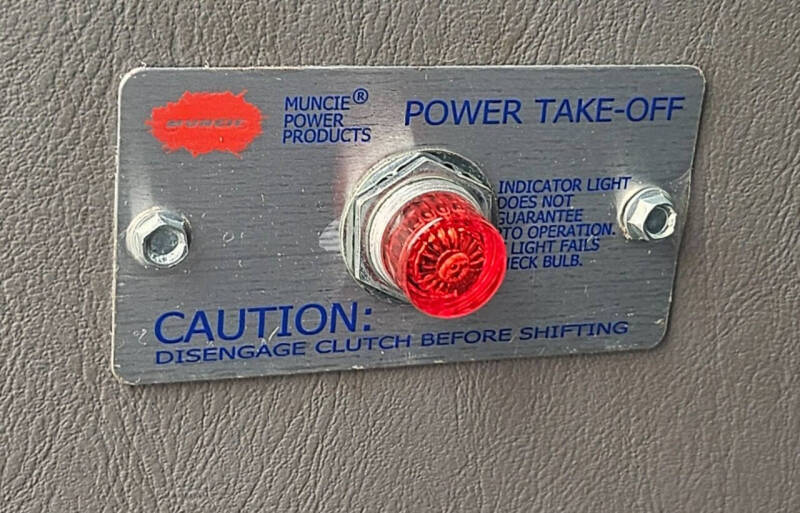 MUNCIE®
POWER
PRODUCTS
POWER TAKE-OFF
INDICATOR LIGHT
DOES NOT
GUARANTEE
TO OPERATION.
LIGHT FAILS
HECK BULB.
CAUTION:
DISENGAGE CLUTCH BEFORE SHIFTING